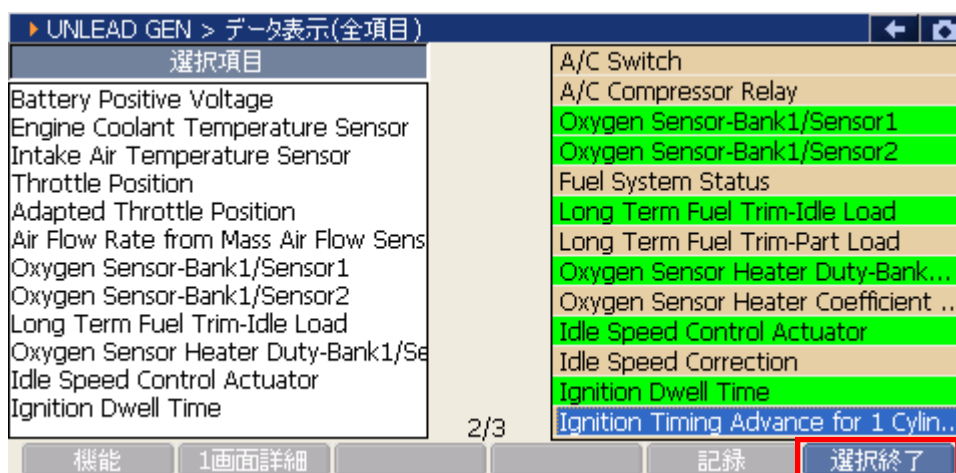 UNLEAD GEN > データ表示(全項目)
選択項目
Battery Positive Voltage
Engine Coolant Temperature Sensor
Intake Air Temperature Sensor
Throttle Position
Adapted Throttle Position
Air Flow Rate from Mass Air Flow Sens
Oxygen Sensor-Bank1/Sensor1
Oxygen Sensor-Bank1/Sensor2
Long Term Fuel Trim-Idle Load
Oxygen Sensor Heater Duty-Bank1/Se
Idle Speed Control Actuator
Ignition Dwell Time
2/3
A/C Switch
A/C Compressor Relay
Oxygen Sensor-Bank1/Sensor1
Oxygen Sensor-Bank1/Sensor2
Fuel System Status
Long Term Fuel Trim-Idle Load
Long Term Fuel Trim-Part Load
Oxygen Sensor Heater Duty-Bank...
Oxygen Sensor Heater Coefficient ..
Idle Speed Control Actuator
Idle Speed Correction
Ignition Dwell Time
Ignition Timing Advance for 1 Cylin..
機能
1画面詳細
記録
選択終了